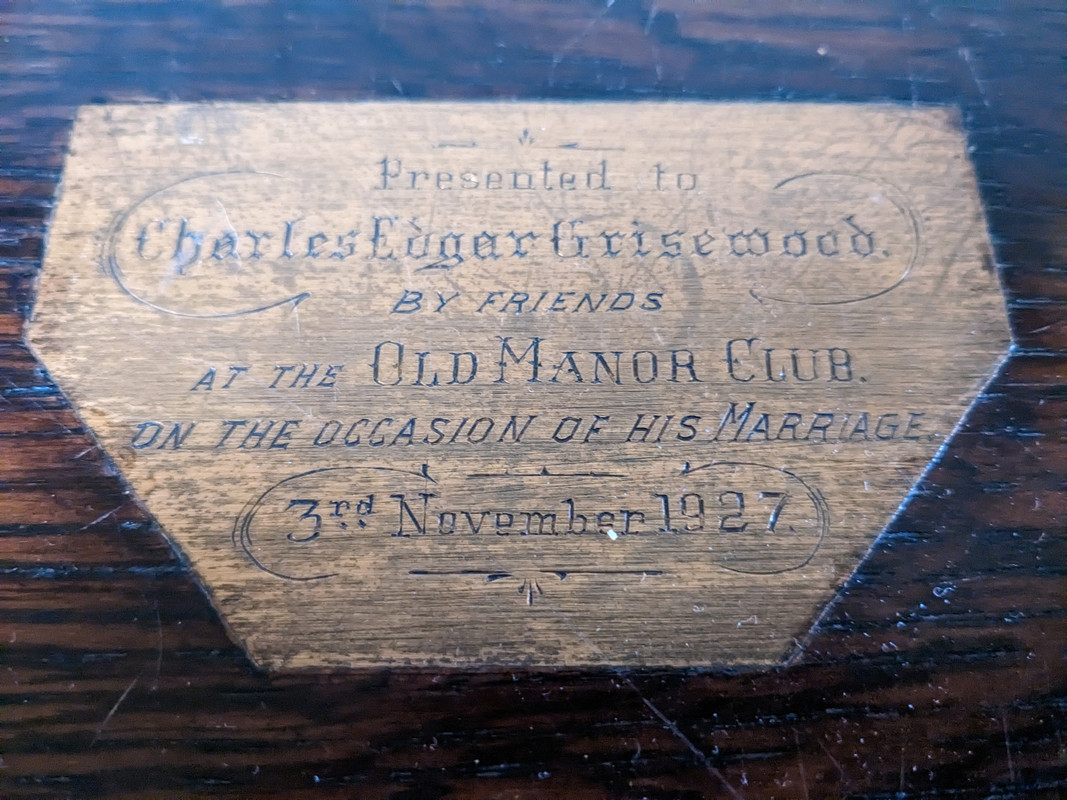 Presented to
Charles Edgar Grisewood.
BY FRIENDS
AT THE OLD MANOR CLUB.
ON THE OCCASION OF HIS MARRIAGE.
3rd November 1927.